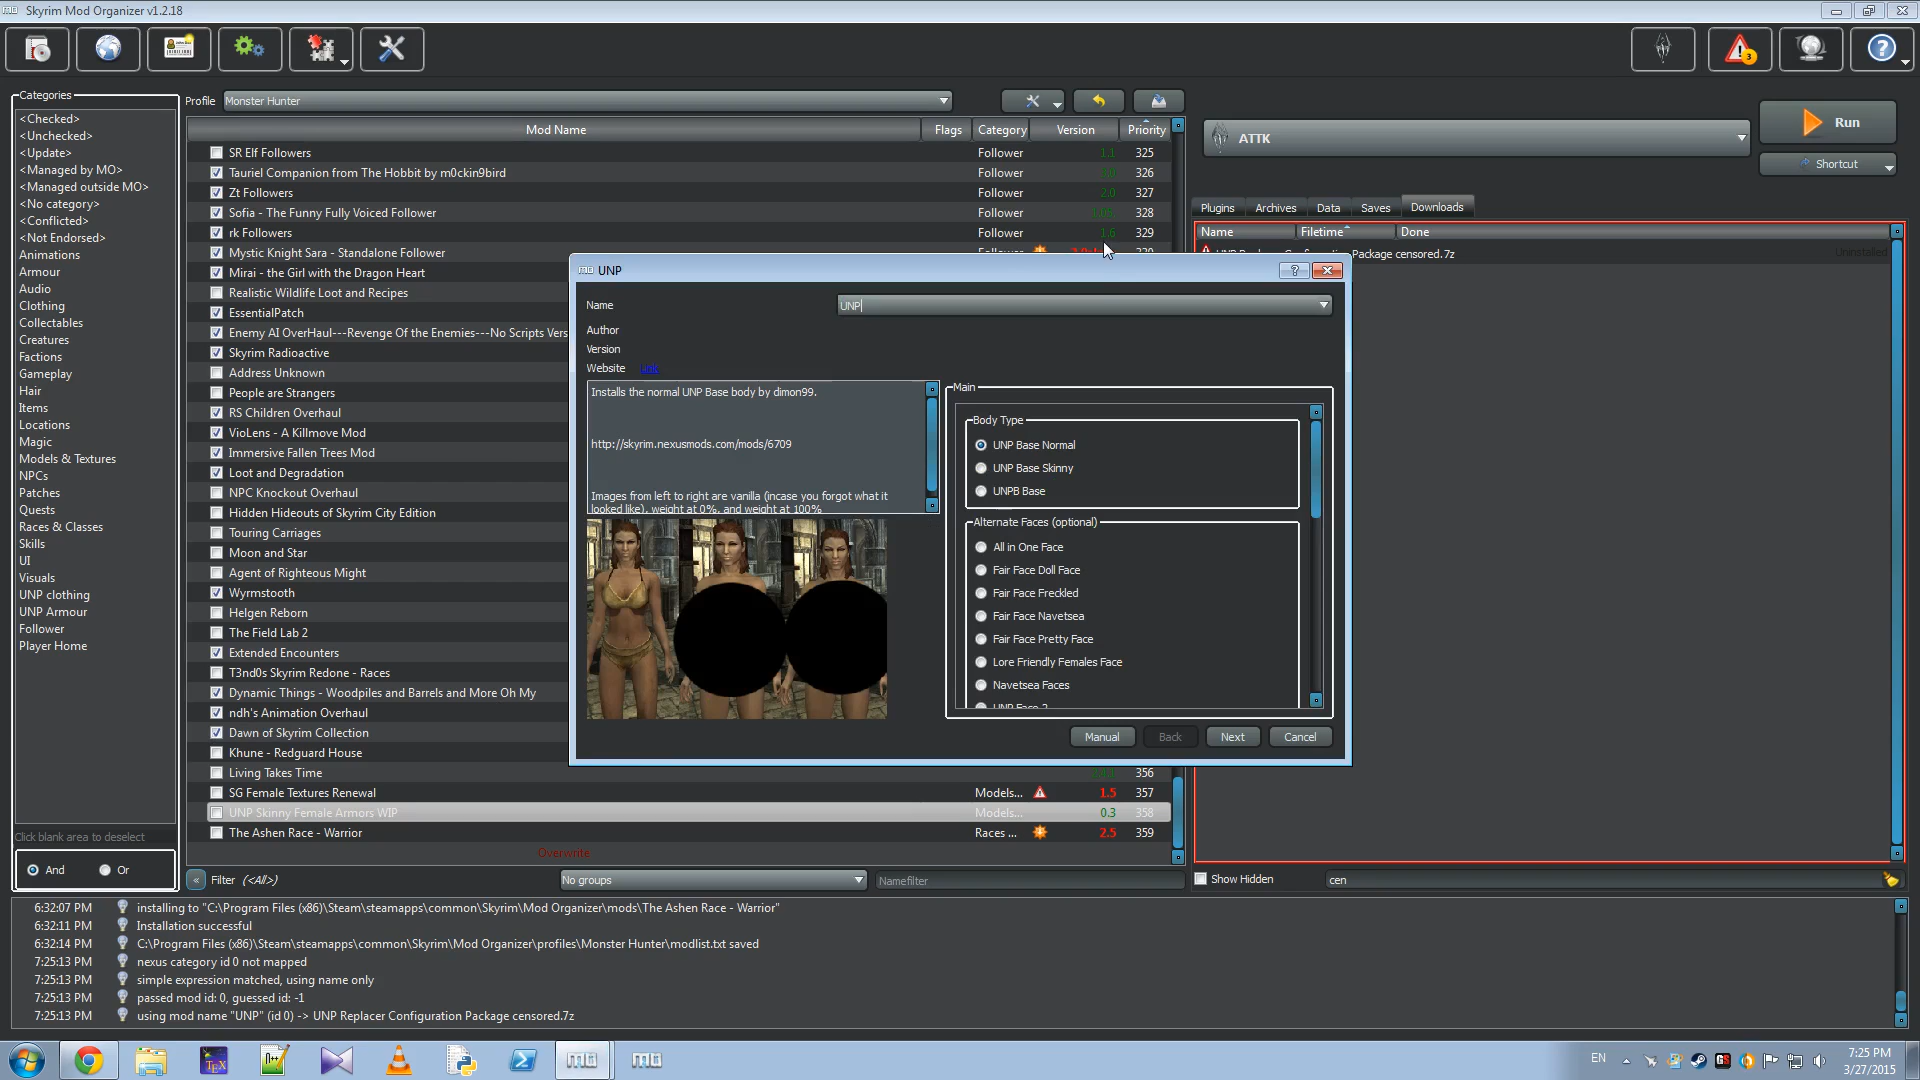 Skyrim Mod Organizer v1.2.18
Categories
<Checked>
<Unchecked>
<Update>
<Managed by MO>
<Managed outside MO>
<No category>
<Conflicted>
<Not Endorsed>
Animations
Armour
Audio
Clothing
Collectables
Creatures
Factions
Gameplay
Hair
Items
Locations
Magic
Models & Textures
NPCs
Patches
Quests
Races & Classes
Skills
UI
Visuals
UNP clothing
UNP Armour
Follower
Player Home
Click blank area to deselect
And Or
Profile Monster Hunter
Mod Name Flags Category Version Priority
SR Elf Followers Follower 1.1 325
Tauriel Companion from The Hobbit by m0ckin9bird Follower 326
Zt Followers Follower 2.0 327
Sofia - The Funny Fully Voiced Follower Follower 328
rk Followers Follower 1.6 329
Mystic Knight Sara - Standalone Follower
Mirai - the Girl with the Dragon Heart
Realistic Wildlife Loot and Recipes
EssentialPatch
Enemy AI OverHaul---Revenge Of the Enemies---No Scripts Vers
Skyrim Radioactive
Address Unknown
People are Strangers
RS Children Overhaul
VioLens - A Killmove Mod
Immersive Fallen Trees Mod
Loot and Degradation
NPC Knockout Overhaul
Hidden Hideouts of Skyrim City Edition
Touring Carriages
Moon and Star
Agent of Righteous Might
Wyrmstooth
Helgen Reborn
The Field Lab 2
Extended Encounters
T3nd0s Skyrim Redone - Races
Dynamic Things - Woodpiles and Barrels and More Oh My
ndh's Animation Overhaul
Dawn of Skyrim Collection
Khune - Redguard House
Living Takes Time 356
SG Female Textures Renewal Models... 1.5 357
UNP Skinny Female Armors WIP Models... 0.3 358
The Ashen Race - Warrior Races ... 2.5 359
Overwrite
« Filter (<All>) No groups Namefilter
ATTK
Run
Shortcut
Plugins Archives Data Saves Downloads
Name Filetime Done
Package censored.7z Uninstalled
Show Hidden cen
UNP
Name UNP
Author
Version
Website Link
Installs the normal UNP Base body by dimon99.
http://skyrim.nexusmods.com/mods/6709
Images from left to right are vanilla (incase you forgot what it
looked like), weight at 0%, and weight at 100%
Main
Body Type
UNP Base Normal
UNP Base Skinny
UNPB Base
Alternate Faces (optional)
All in One Face
Fair Face Doll Face
Fair Face Freckled
Fair Face Navetsea
Fair Face Pretty Face
Lore Friendly Females Face
Navetsea Faces
UNP Face 2
Manual Back Next Cancel
6:32:07 PM installing to "C:\Program Files (x86)\Steam\steamapps\common\Skyrim\Mod Organizer\mods\The Ashen Race - Warrior"
6:32:11 PM Installation successful
6:32:14 PM C:\Program Files (x86)\Steam\steamapps\common\Skyrim\Mod Organizer\profiles\Monster Hunter\modlist.txt saved
7:25:13 PM nexus category id 0 not mapped
7:25:13 PM simple expression matched, using name only
7:25:13 PM passed mod id: 0, guessed id: -1
7:25:13 PM using mod name "UNP" (id 0) -> UNP Replacer Configuration Package censored.7z
EN
7:25 PM
3/27/2015